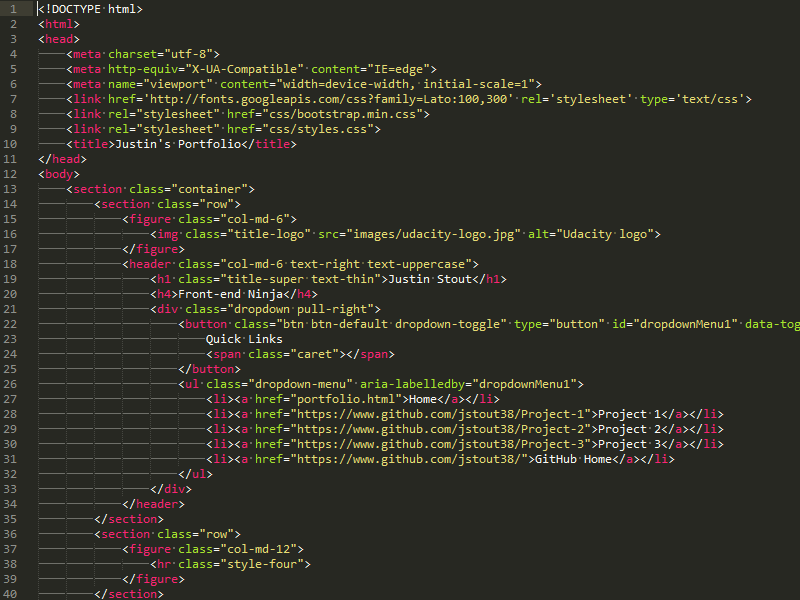 1 <!DOCTYPE html>
2 <html>
3 <head>
4 <meta charset="utf-8">
5 <meta http-equiv="X-UA-Compatible" content="IE=edge">
6 <meta name="viewport" content="width=device-width, initial-scale=1">
7 <link href='http://fonts.googleapis.com/css?family=Lato:100,300' rel='stylesheet' type='text/css'>
8 <link rel="stylesheet" href="css/bootstrap.min.css">
9 <link rel="stylesheet" href="css/styles.css">
10 <title>Justin's Portfolio</title>
11 </head>
12 <body>
13 <section class="container">
14 <section class="row">
15 <figure class="col-md-6">
16 <img class="title-logo" src="images/udacity-logo.jpg" alt="Udacity logo">
17 </figure>
18 <header class="col-md-6 text-right text-uppercase">
19 <h1 class="title-super text-thin">Justin Stout</h1>
20 <h4>Front-end Ninja</h4>
21 <div class="dropdown pull-right">
22 <button class="btn btn-default dropdown-toggle" type="button" id="dropdownMenu1" data-tog
23 Quick Links
24 <span class="caret"></span>
25 </button>
26 <ul class="dropdown-menu" aria-labelledby="dropdownMenu1">
27 <li><a href="portfolio.html">Home</a></li>
28 <li><a href="https://www.github.com/jstout38/Project-1">Project 1</a></li>
29 <li><a href="https://www.github.com/jstout38/Project-2">Project 2</a></li>
30 <li><a href="https://www.github.com/jstout38/Project-3">Project 3</a></li>
31 <li><a href="https://www.github.com/jstout38/">GitHub Home</a></li>
32 </ul>
33 </div>
34 </header>
35 </section>
36 <section class="row">
37 <figure class="col-md-12">
38 <hr class="style-four">
39 </figure>
40 </section>